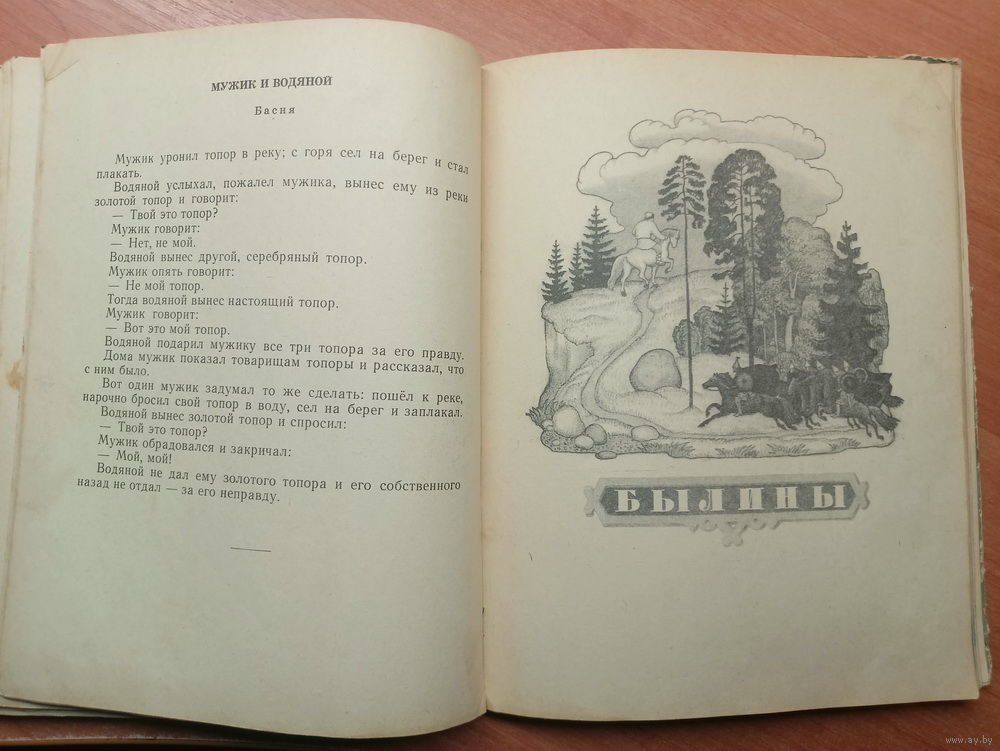 МУЖИК И ВОДЯНОЙ
Басня
Мужик уронил топор в реку; с горя сел на берег и стал
плакать.
Водяной услыхал, пожалел мужика, вынес ему из реки
золотой топор и говорит:
— Твой это топор?
Мужик говорит:
— Нет, не мой.
Водяной вынес другой, серебряный топор.
Мужик опять говорит:
— Не мой топор.
Тогда водяной вынес настоящий топор.
Мужик говорит:
— Вот это мой топор.
Водяной подарил мужику все три топора за его правду.
Дома мужик показал товарищам топоры и рассказал, что
с ним было.
Вот один мужик задумал то же сделать: пошёл к реке,
нарочно бросил свой топор в воду, сел на берег и заплакал.
Водяной вынес золотой топор и спросил:
— Твой это топор?
Мужик обрадовался и закричал:
— Мой, мой!
Водяной не дал ему золотого топора и его собственного
назад не отдал — за его неправду.
БЫЛИНЫ
www.ay.by